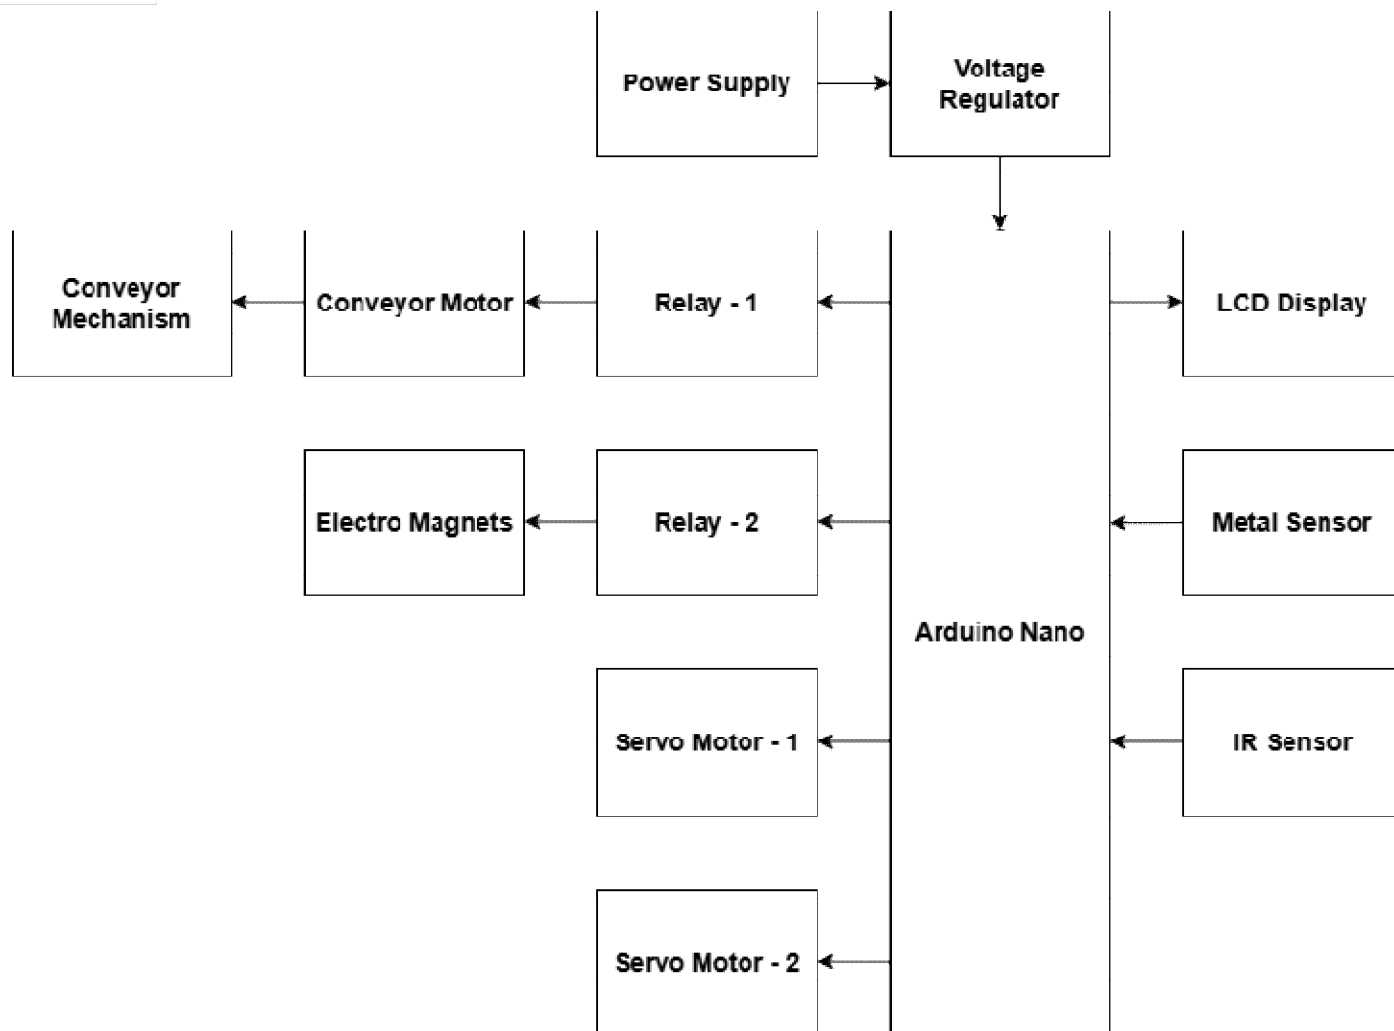 Power Supply
Voltage
Regulator
Conveyor
Mechanism
Conveyor Motor
Relay - 1
LCD Display
Electro Magnets
Relay - 2
Metal Sensor
Arduino Nano
Servo Motor - 1
IR Sensor
Servo Motor - 2